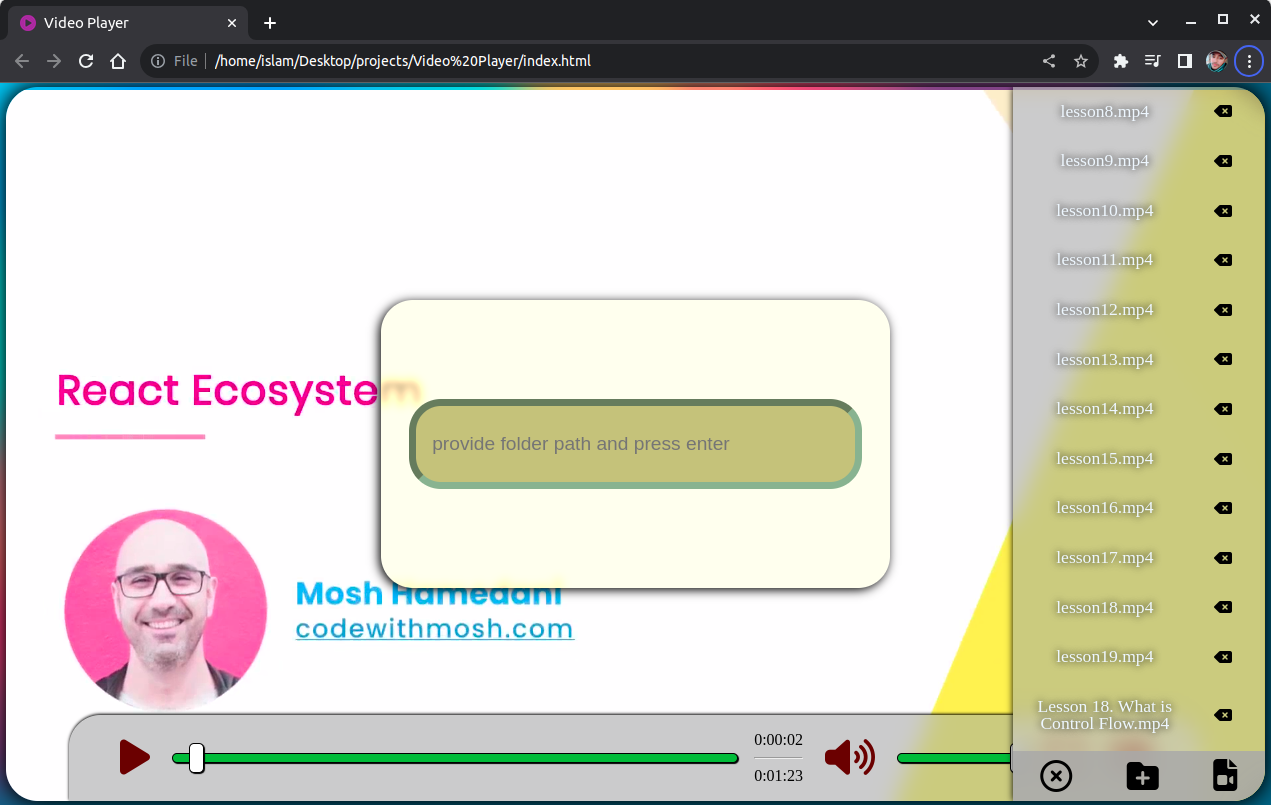 Video Player
File
/home/islam/Desktop/projects/Video%20Player/index.html
React Ecosystem
provide folder path and press enter
Mosh Hamedani
codewithmosh.com
0:00:02
0:01:23
lesson8.mp4
lesson9.mp4
lesson10.mp4
lesson11.mp4
lesson12.mp4
lesson13.mp4
lesson14.mp4
lesson15.mp4
lesson16.mp4
lesson17.mp4
lesson18.mp4
lesson19.mp4
Lesson 18. What is
Control Flow.mp4